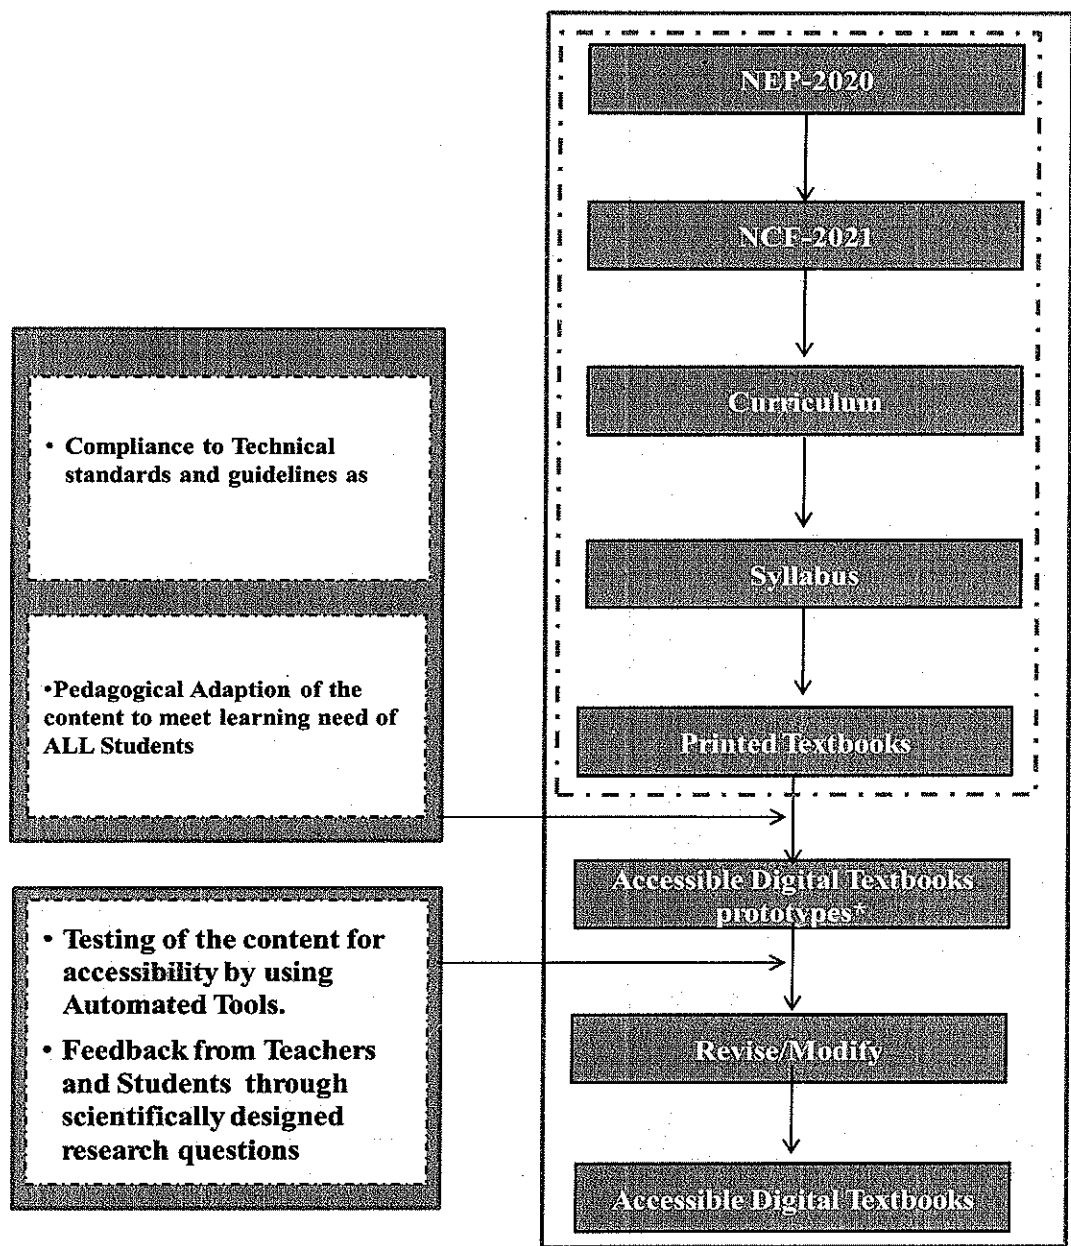 NEP-2020
NCF-2021
Curriculum
Syllabus
Printed Textbooks
• Compliance to Technical
standards and guidelines as
•Pedagogical Adaption of the
content to meet learning need of
ALL Students
Accessible Digital Textbooks
prototypes*
• Testing of the content for
accessibility by using
Automated Tools.
• Feedback from Teachers
and Students through
scientifically designed
research questions
Revise/Modify
Accessible Digital Textbooks